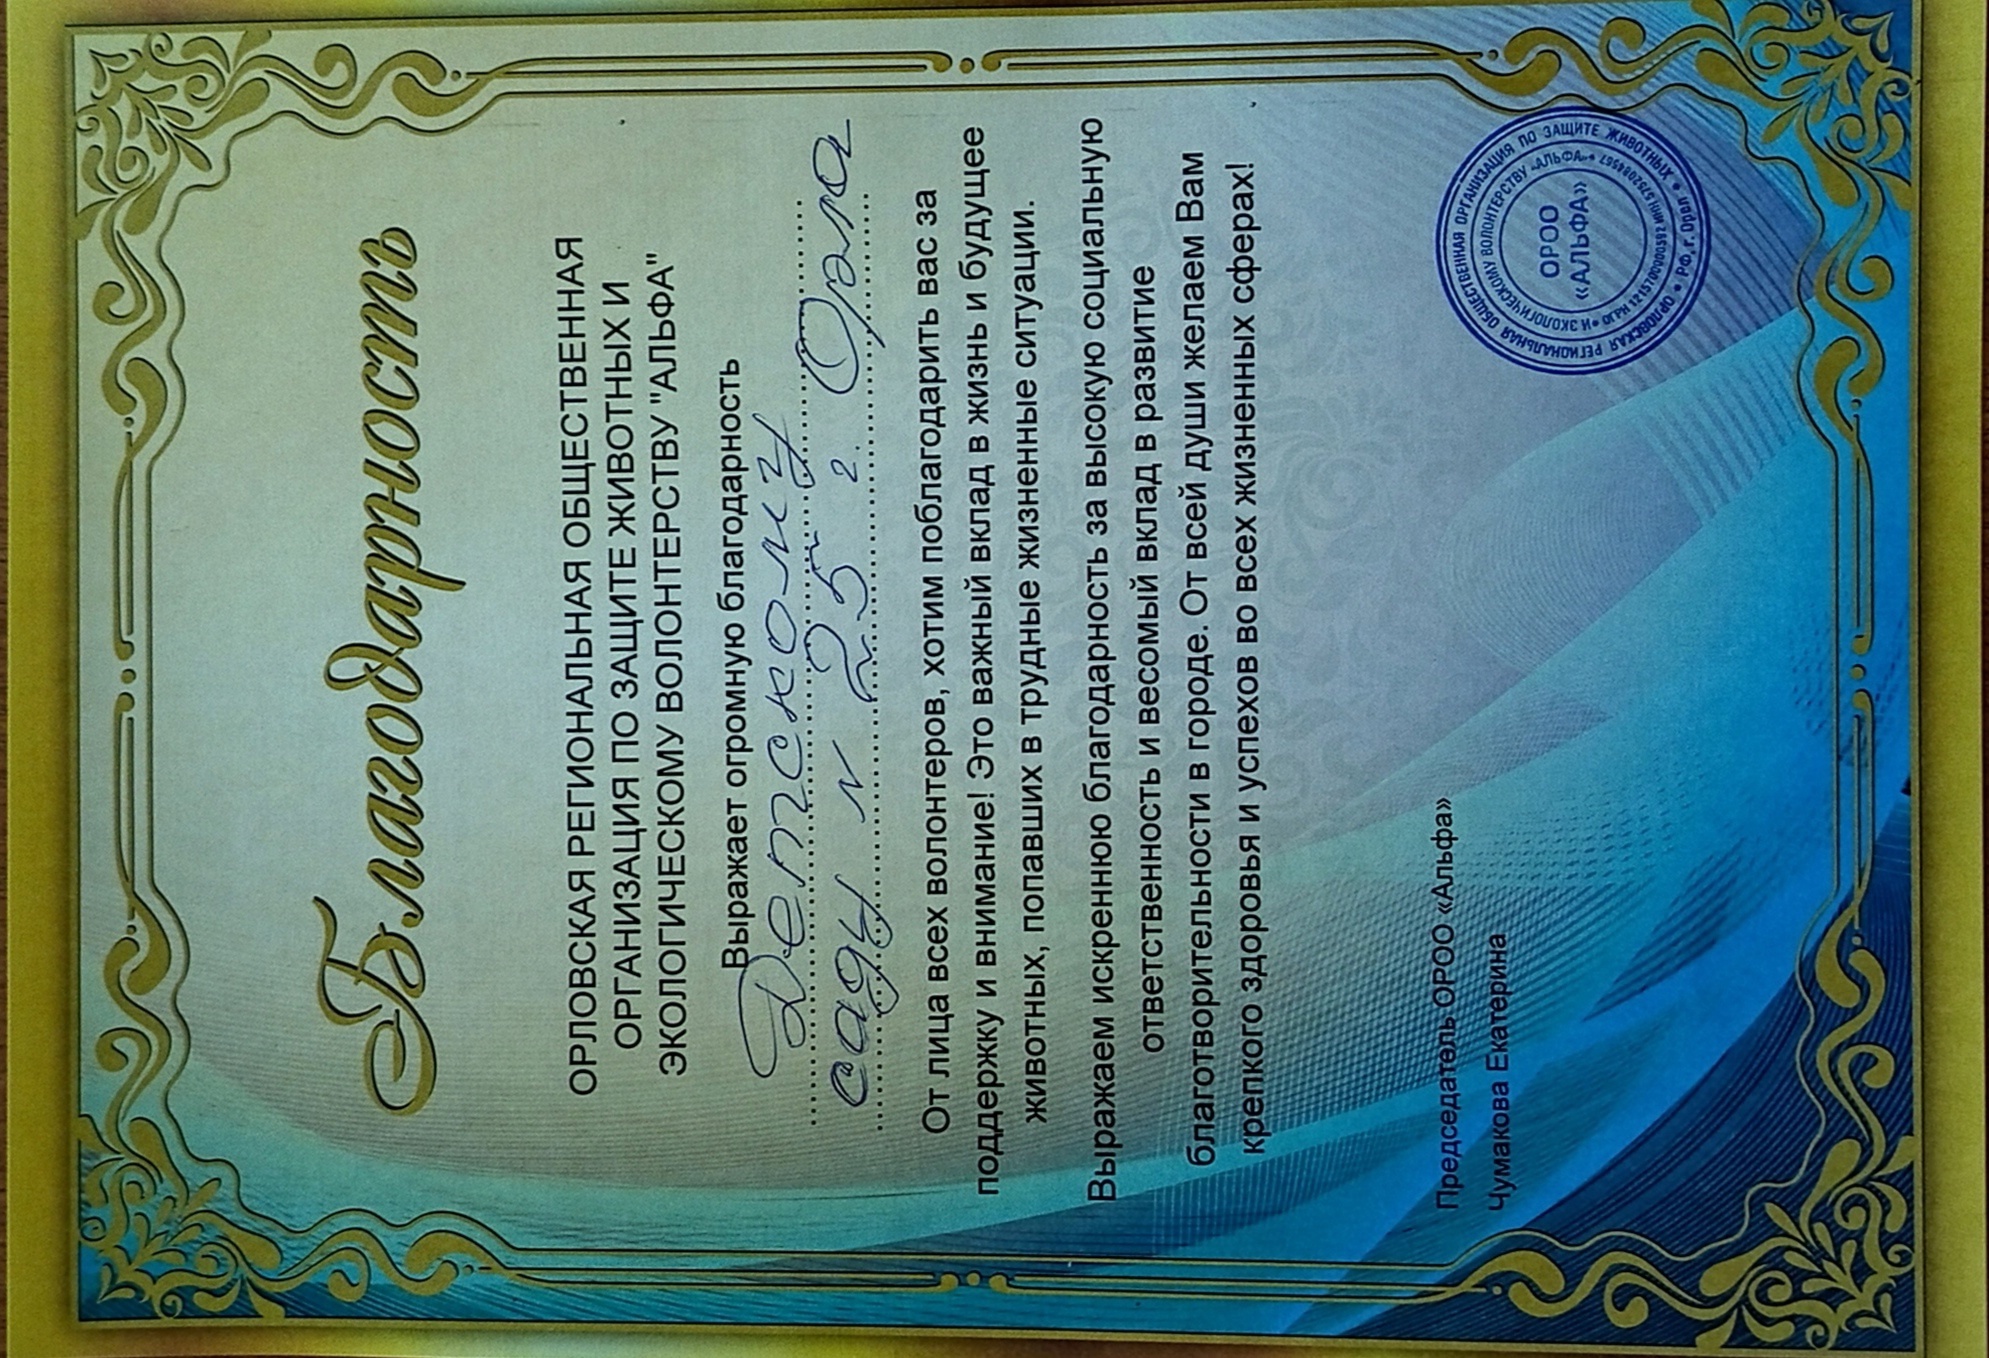 Благодарность
ОРЛОВСКАЯ РЕГИОНАЛЬНАЯ ОБЩЕСТВЕННАЯ
ОРГАНИЗАЦИЯ ПО ЗАЩИТЕ ЖИВОТНЫХ И
ЭКОЛОГИЧЕСКОМУ ВОЛОНТЕРСТВУ "АЛЬФА"
Выражает огромную благодарность
Детскому
саду N 25 г. Орла
От лица всех волонтеров, хотим поблагодарить вас за
поддержку и внимание! Это важный вклад в жизнь и будущее
животных, попавших в трудные жизненные ситуации.
Выражаем искреннюю благодарность за высокую социальную
ответственность и весомый вклад в развитие
благотворительности в городе. От всей души желаем Вам
крепкого здоровья и успехов во всех жизненных сферах!
Председатель ОРОО «Альфа»
Чумакова Екатерина
ОРЛОВСКАЯ РЕГИОНАЛЬНАЯ ОБЩЕСТВЕННАЯ ОРГАНИЗАЦИЯ ПО ЗАЩИТЕ ЖИВОТНЫХ • РФ, г. Орел •
И ЭКОЛОГИЧЕСКОМУ ВОЛОНТЕРСТВУ «АЛЬФА» •
ОРОО
«АЛЬФА»